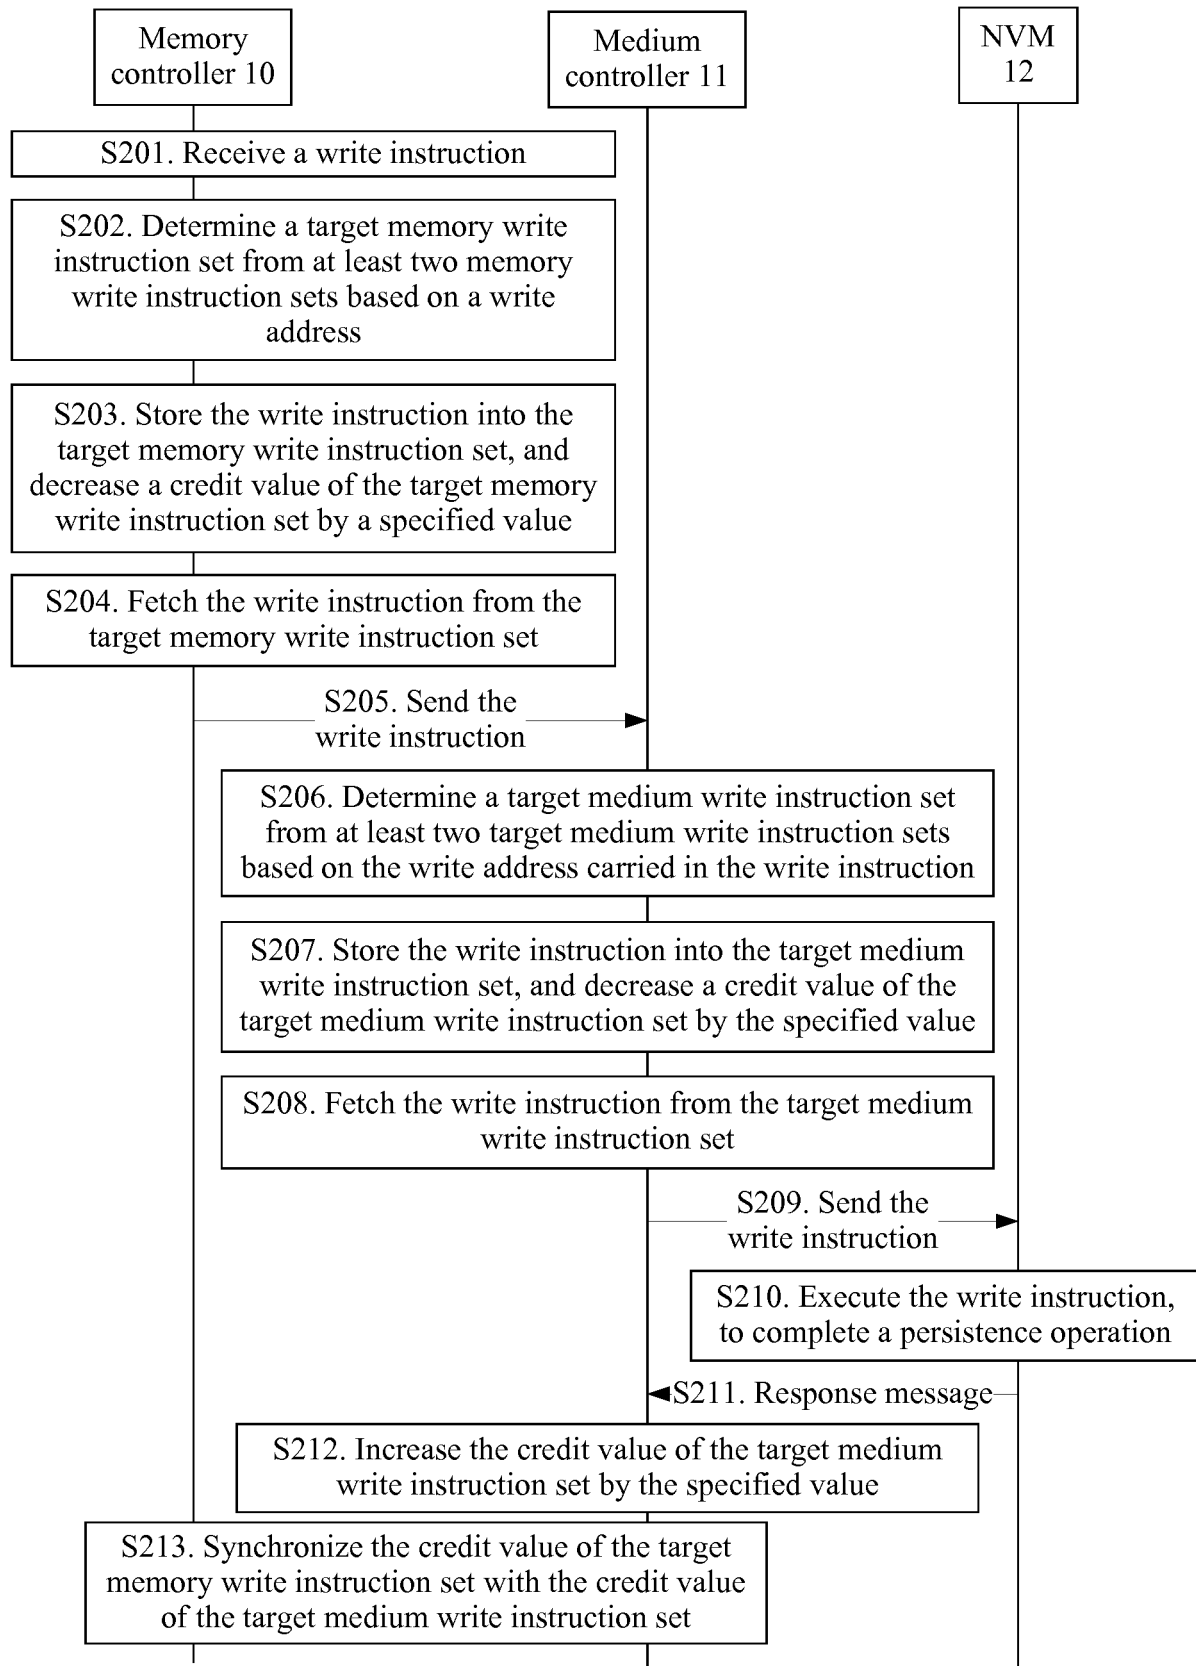 Memory
controller 10
Medium
controller 11
NVM
12
S201. Receive a write instruction
S202. Determine a target memory write
instruction set from at least two memory
write instruction sets based on a write
address
S203. Store the write instruction into the
target memory write instruction set, and
decrease a credit value of the target memory
write instruction set by a specified value
S204. Fetch the write instruction from the
target memory write instruction set
S205. Send the
write instruction
S206. Determine a target medium write instruction set
from at least two target medium write instruction sets
based on the write address carried in the write instruction
S207. Store the write instruction into the target medium
write instruction set, and decrease a credit value of the
target medium write instruction set by the specified value
S208. Fetch the write instruction from the target medium
write instruction set
S209. Send the
write instruction
S210. Execute the write instruction,
to complete a persistence operation
S211. Response message
S212. Increase the credit value of the target medium
write instruction set by the specified value
S213. Synchronize the credit value of the target
memory write instruction set with the credit value
of the target medium write instruction set